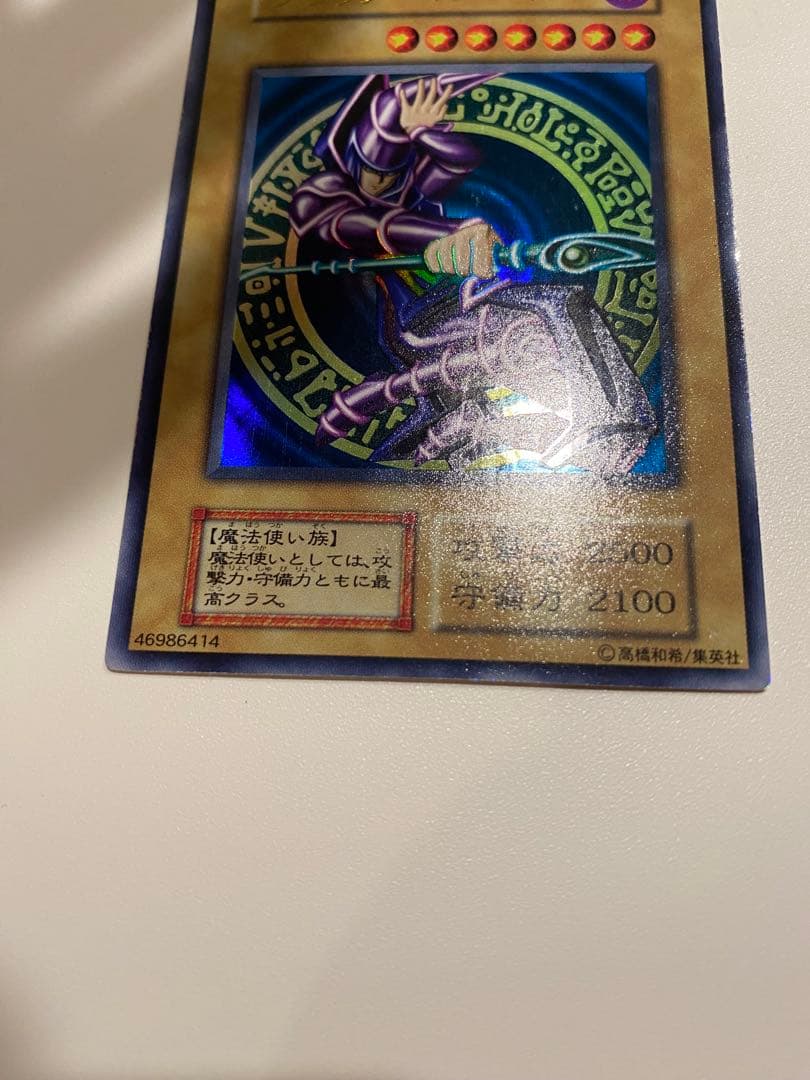 【魔法使い族】
魔法使いとしては、攻
撃力・守備力ともに最
高クラス。
攻撃力 2500
守備力 2100
46986414
©高橋和希/集英社